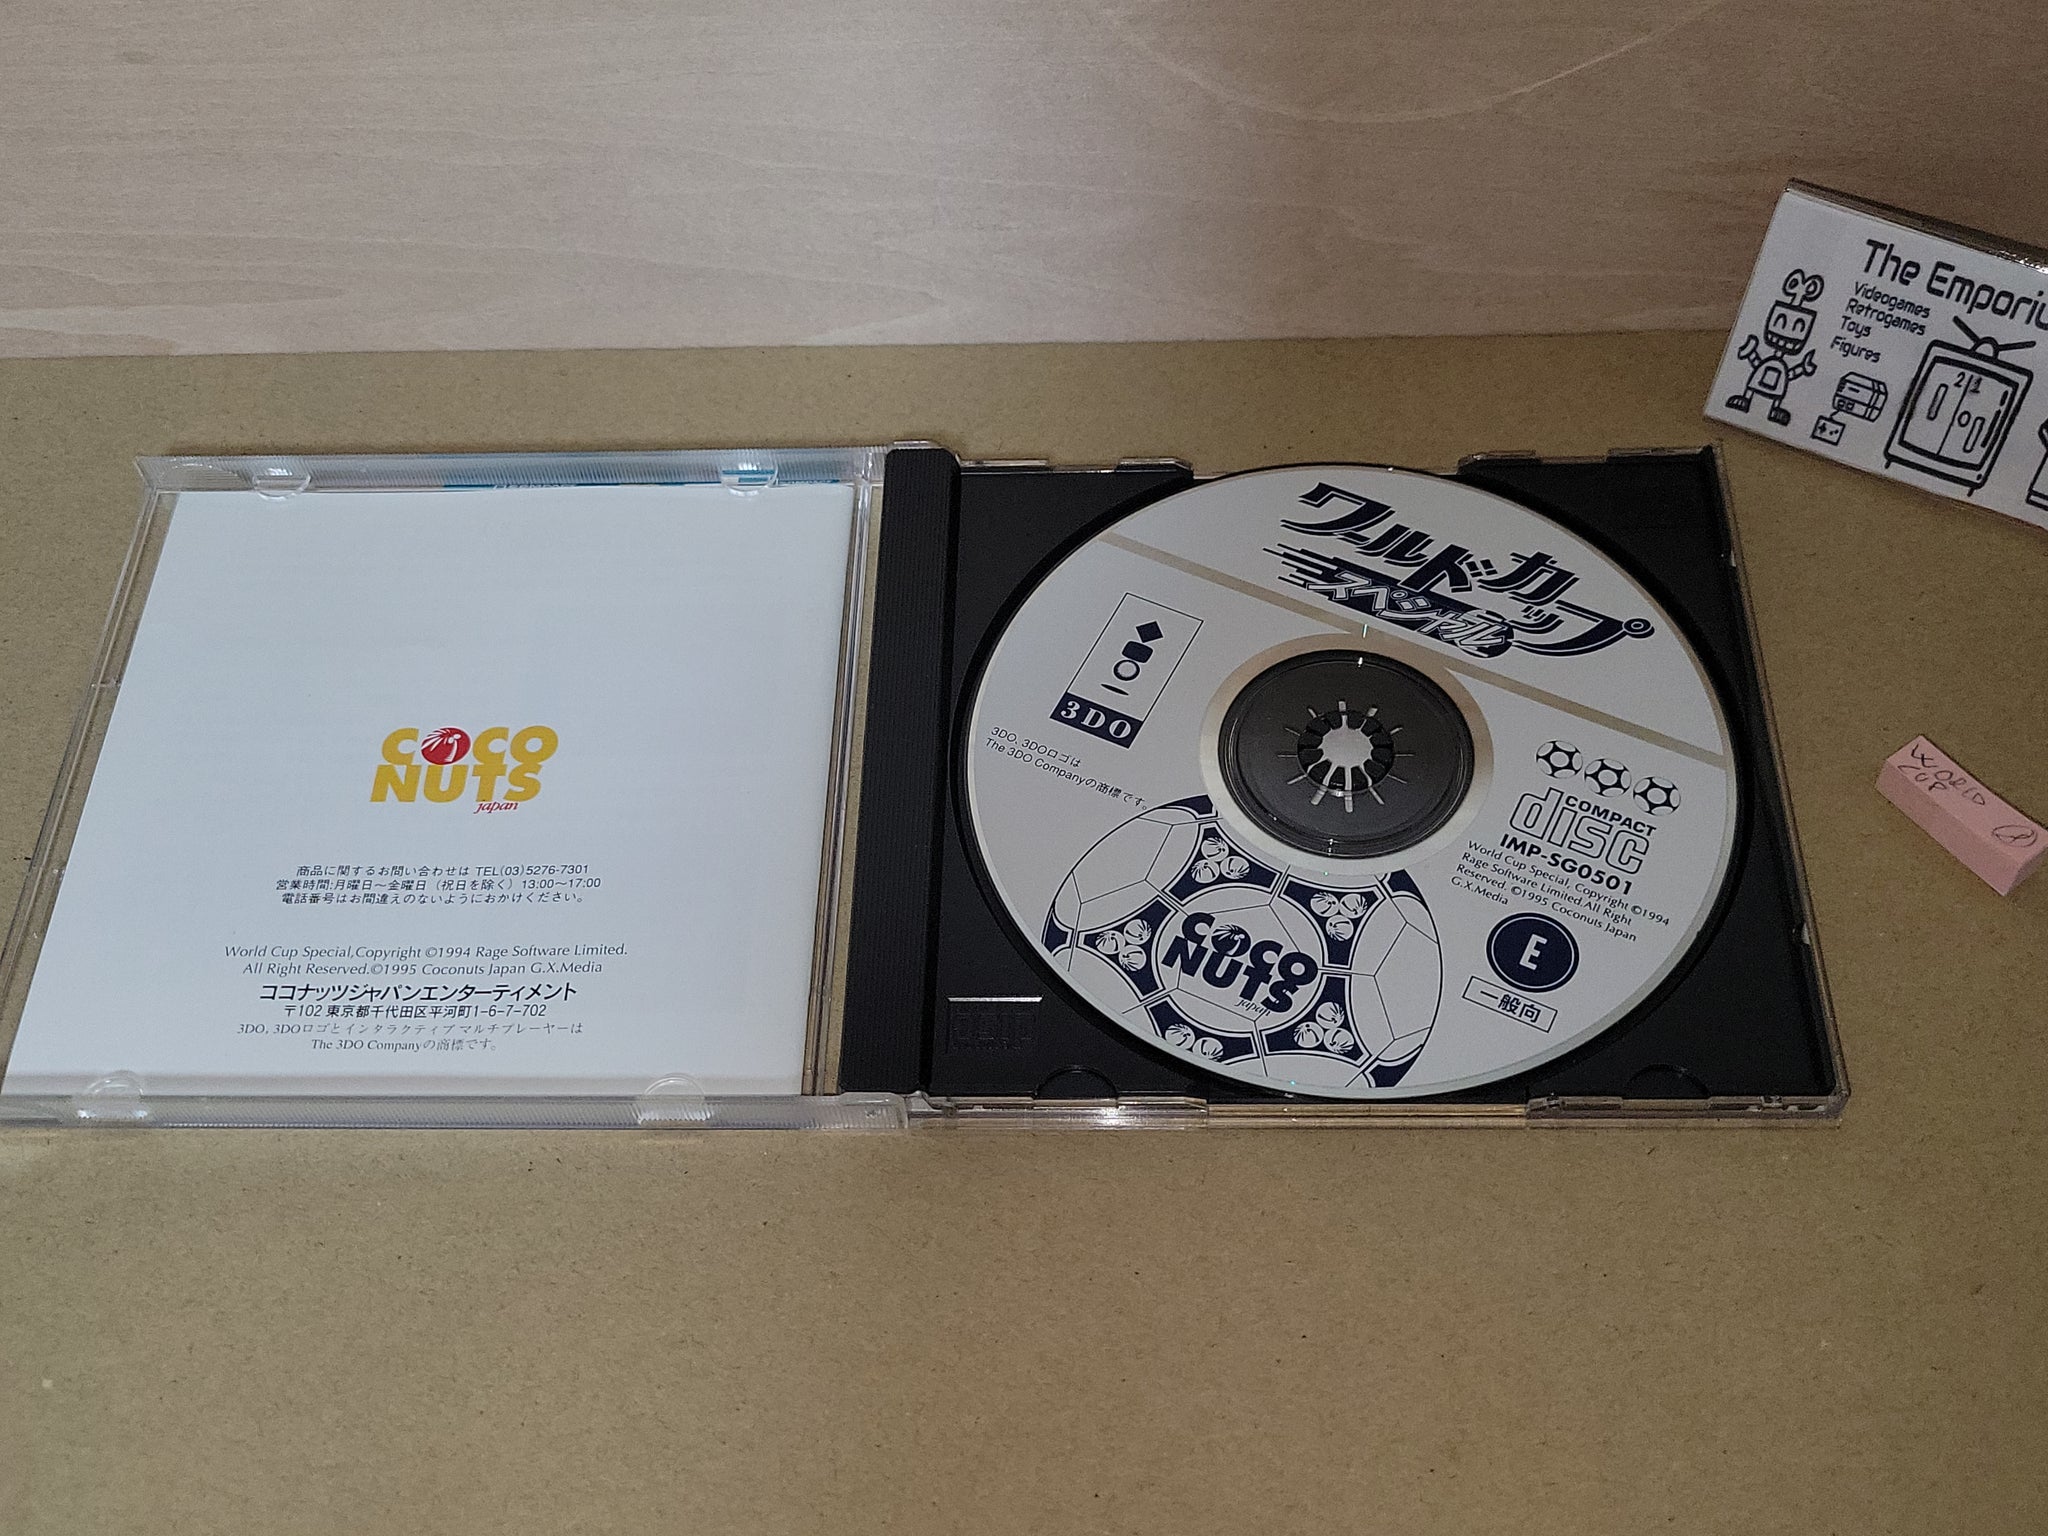 COCO
NUTS
japan
商品に関するお問い合わせは TEL(03)5276-7301
営業時間:月曜日～金曜日（祝日を除く）13:00～17:00
電話番号はお間違えのないようにおかけください。
World Cup Special,Copyright ©1994 Rage Software Limited.
All Right Reserved.©1995 Coconuts Japan G.X.Media
ココナッツジャパンエンターティメント
〒102 東京都千代田区平河町1-6-7-702
3DO, 3DOロゴとインタラクティブ マルチプレーヤーは
The 3DO Companyの商標です。
ワールドカップ
スペシャル
3DO
3DO, 3DOロゴは
The 3DO Companyの商標です。
COMPACT
disc
IMP-SG0501
World Cup Special, Copyright ©1994
Rage Software Limited.All Right
Reserved. ©1995 Coconuts Japan
G.X.Media
E
一般向
COCO
NUTS
japan
The Emporiu
Videogames
Retrogames
Toys
Figures
2 1
WORLD
CUP